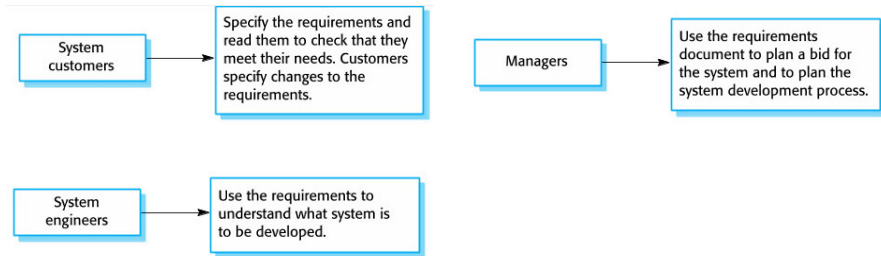 System
customers
Specify the requirements and
read them to check that they
meet their needs. Customers
specify changes to the
requirements.
Managers
Use the requirements
document to plan a bid for
the system and to plan the
system development process.
System
engineers
Use the requirements to
understand what system is
to be developed.